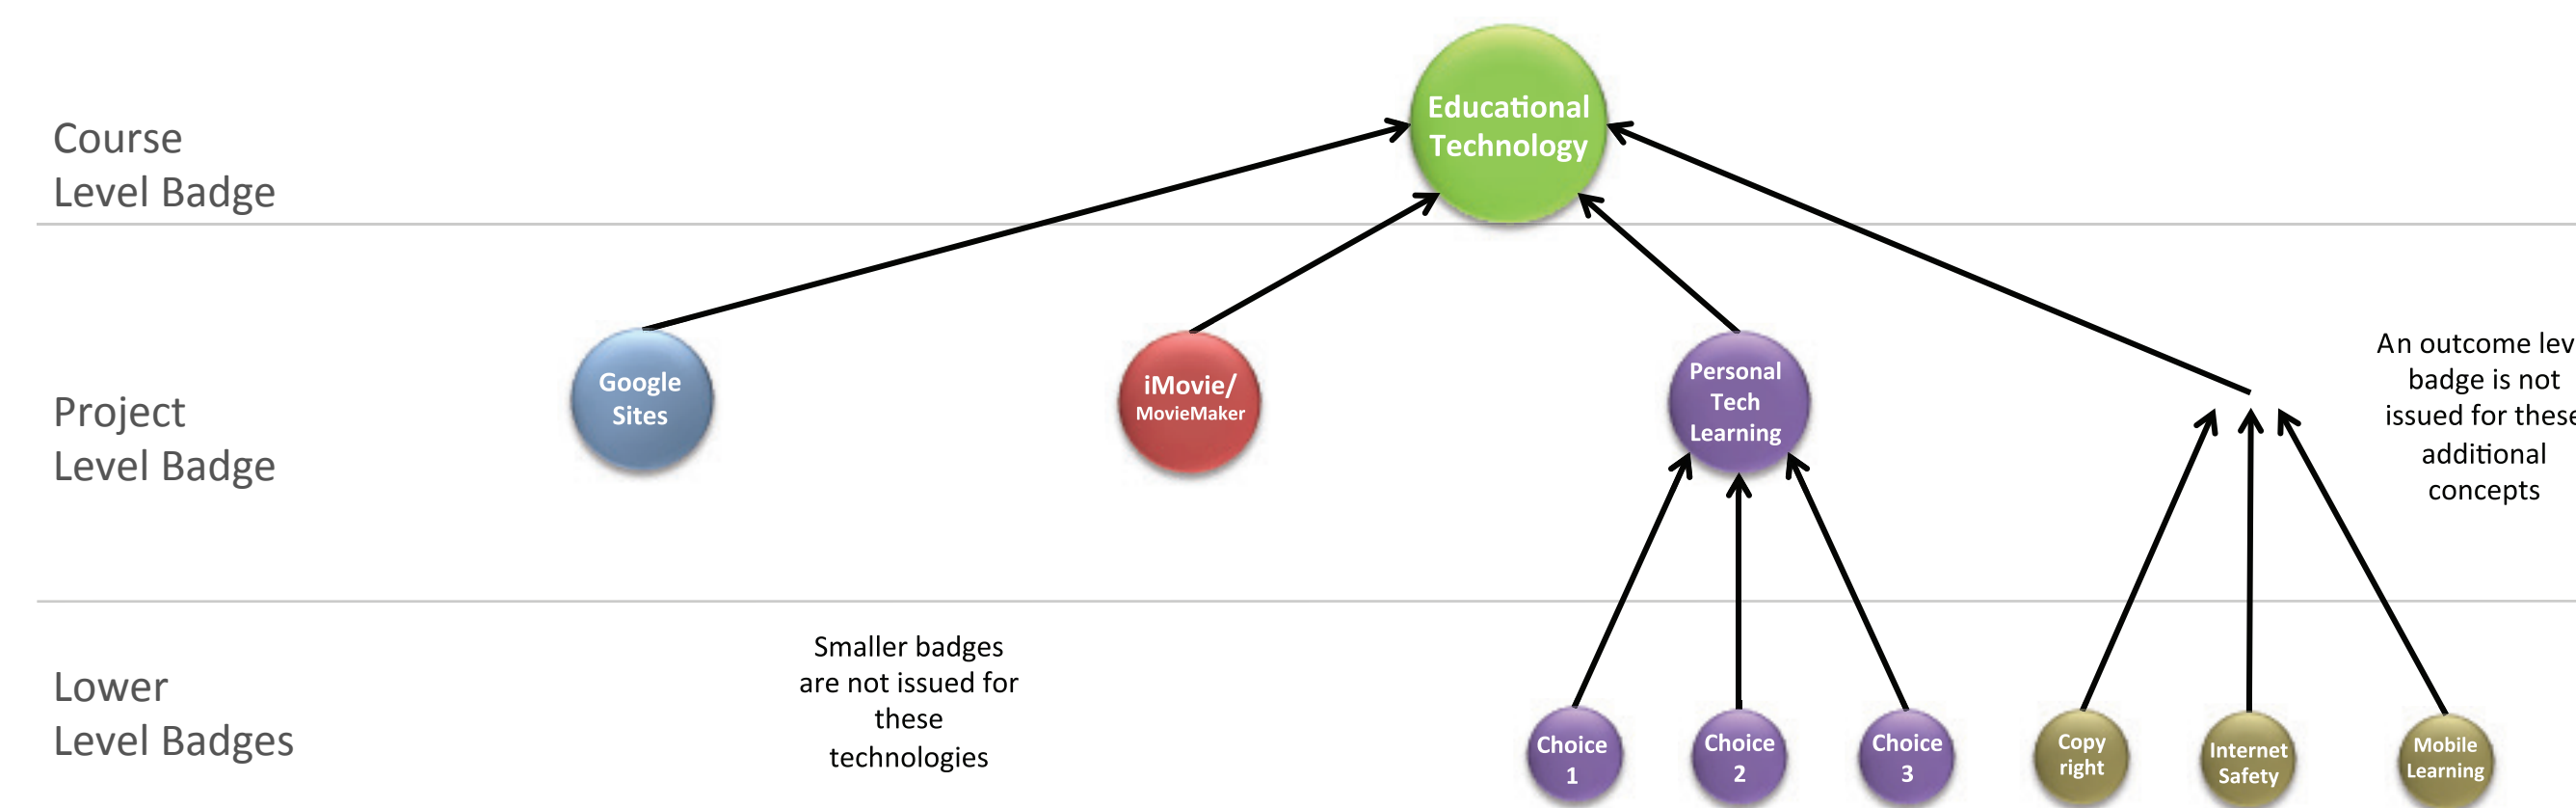 Educational
Technology
Course
Level Badge
Google
Sites
iMovie/
MovieMaker
Personal
Tech
Learning
An outcome lev
badge is not
issued for these
additional
concepts
Project
Level Badge
Smaller badges
are not issued for
these
technologies
Lower
Level Badges
Choice
1
Choice
2
Choice
3
Copy
right
Internet
Safety
Mobile
Learning